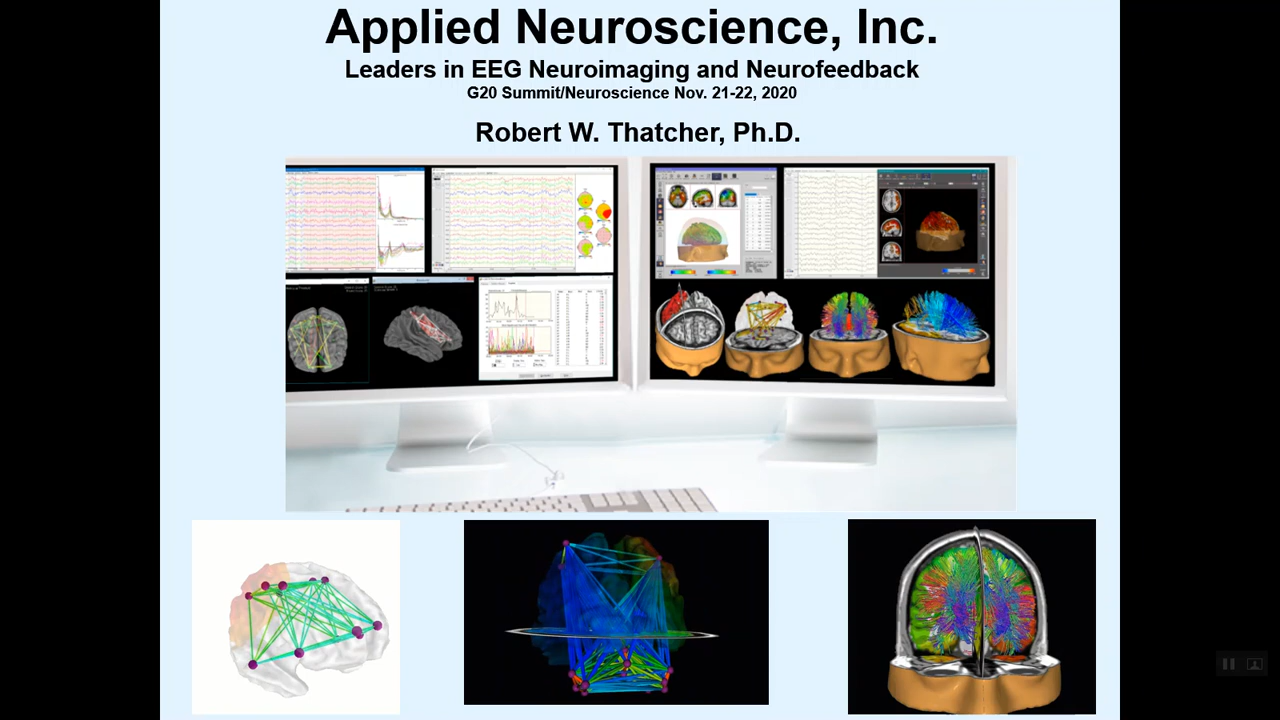 Applied Neuroscience, Inc.
Leaders in EEG Neuroimaging and Neurofeedback
G20 Summit/Neuroscience Nov. 21-22, 2020
Robert W. Thatcher, Ph.D.